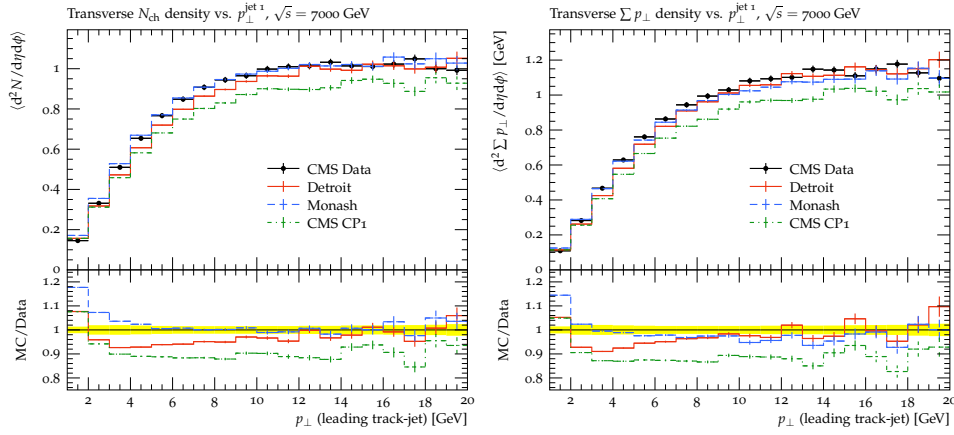 Transverse N_ch density vs. p_⊥^jet 1, √s = 7000 GeV
⟨d² N/dηdϕ⟩
0
0.2
0.4
0.6
0.8
1
CMS Data
Detroit
Monash
CMS CP1
MC/Data
0.8
0.9
1
1.1
1.2
2 4 6 8 10 12 14 16 18 20
p_⊥ (leading track-jet) [GeV]
Transverse ∑ p_⊥ density vs. p_⊥^jet 1, √s = 7000 GeV
⟨d² ∑ p_⊥/dηdϕ⟩ [GeV]
0
0.2
0.4
0.6
0.8
1.0
1.2
CMS Data
Detroit
Monash
CMS CP1
MC/Data
0.8
0.9
1
1.1
1.2
2 4 6 8 10 12 14 16 18 20
p_⊥ (leading track-jet) [GeV]